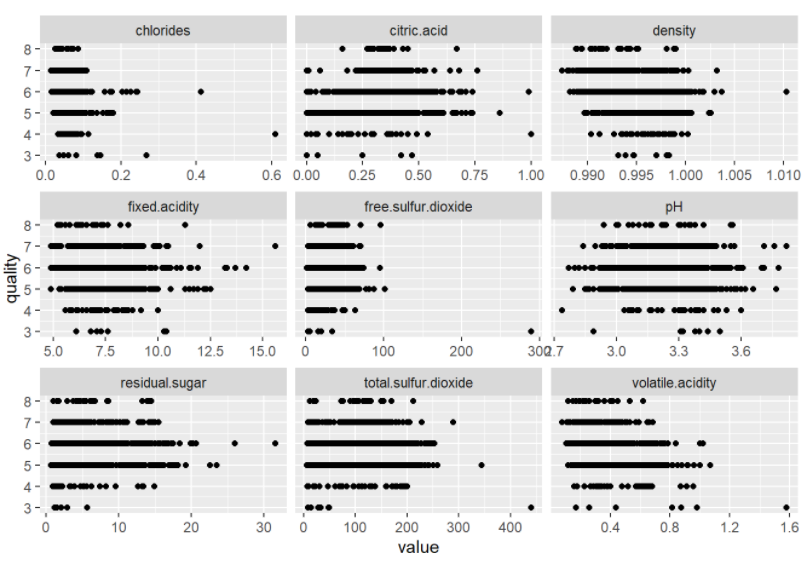 chlorides citric.acid density
8
7
6
5
4
3
0.0 0.2 0.4 0.6 0.00 0.25 0.50 0.75 1.00 0.990 0.995 1.000 1.005 1.010
fixed.acidity free.sulfur.dioxide pH
8
7
6
5
4
3
quality
5.0 7.5 10.0 12.5 15.0 0 100 200 300 2.7 3.0 3.3 3.6
residual.sugar total.sulfur.dioxide volatile.acidity
8
7
6
5
4
3
0 10 20 30 0 100 200 300 400 0.4 0.8 1.2 1.6
value